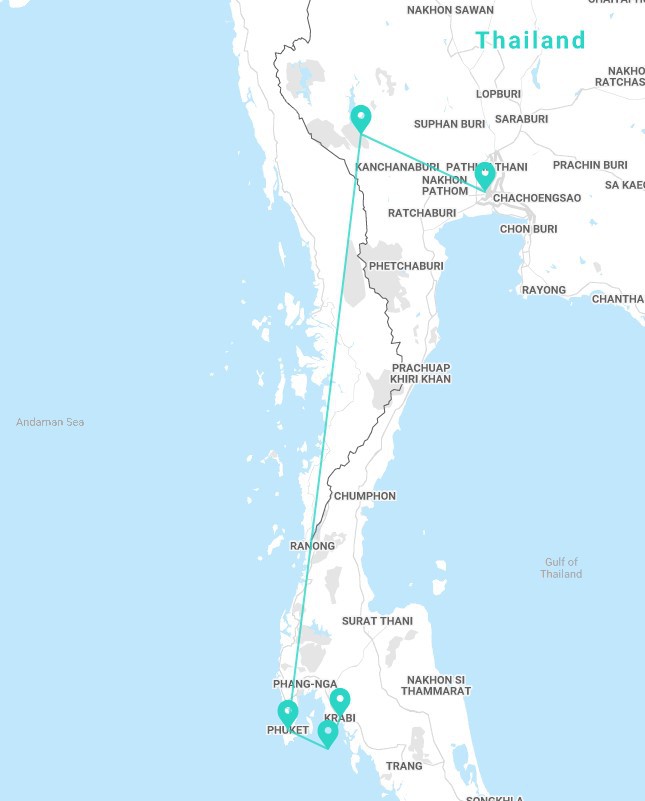 NAKHON SAWAN
Thailand
NAKHO
RATCHAS
LOPBURI
SUPHAN BURI
SARABURI
KANCHANABURI
THANI
PRACHIN BURI
NAKHON
PATHOM
SA KAEO
CHACHOENGSAO
RATCHABURI
CHON BURI
PHETCHABURI
RAYONG
CHANTHA
PRACHUAP
KHIRI KHAN
Andaman Sea
CHUMPHON
RANONG
Gulf of
Thailand
SURAT THANI
PHANG-NGA
NAKHON SI
THAMMARAT
KRABI
PHUKET
TRANG
SONGKHLA